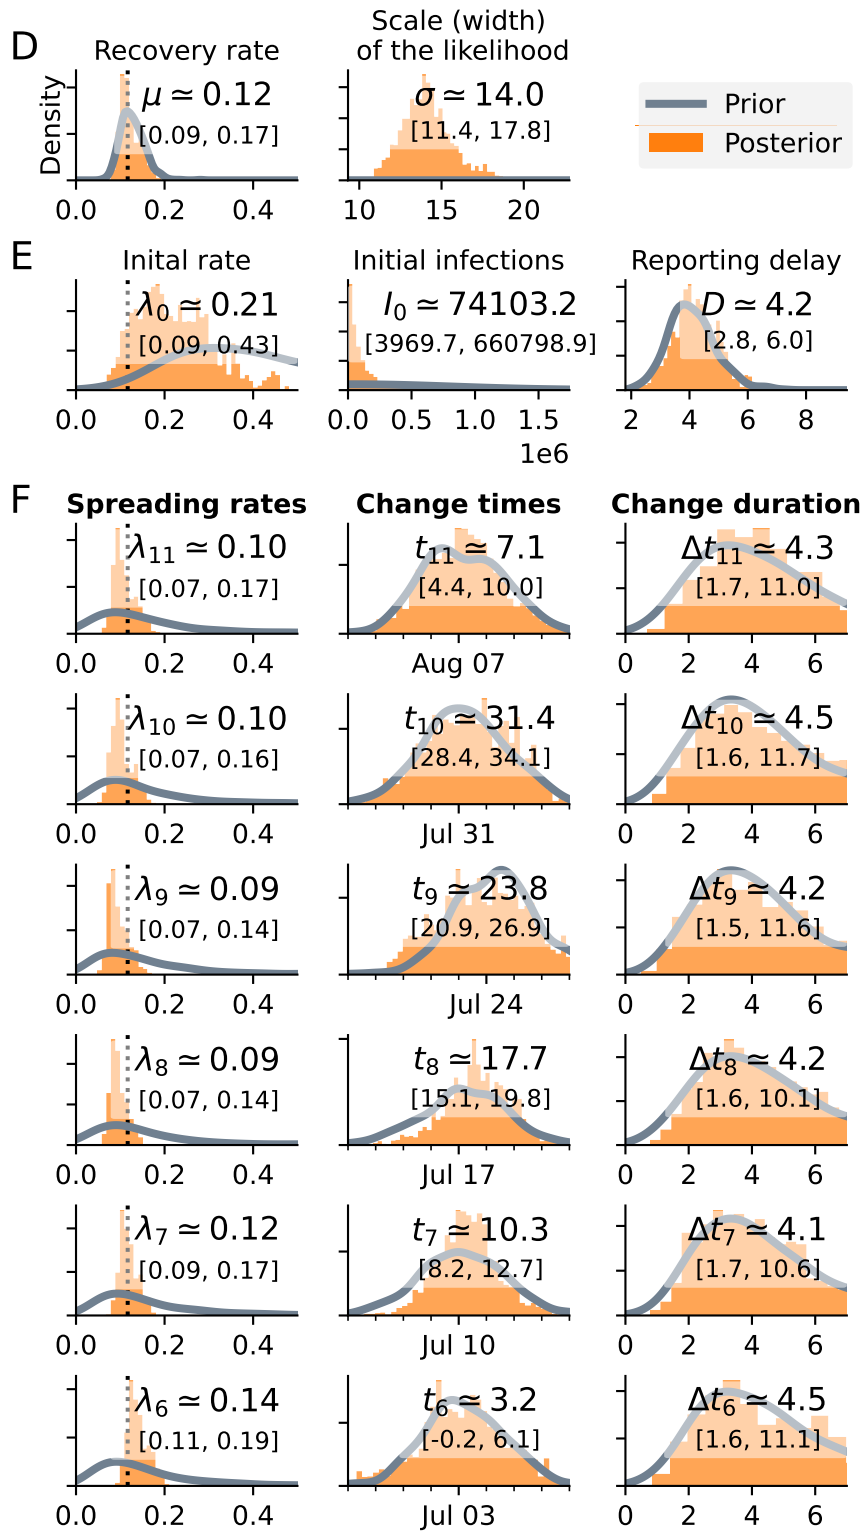 D
Recovery rate
Scale (width)
of the likelihood
Density
μ ≃ 0.12
[0.09, 0.17]
0.0 0.2 0.4
σ ≃ 14.0
[11.4, 17.8]
10 15 20
Prior
Posterior
E
Inital rate
λ0 ≃ 0.21
[0.09, 0.43]
0.0 0.2 0.4
Initial infections
I0 ≃ 74103.2
[3969.7, 660798.9]
0.0 0.5 1.0 1.5
1e6
Reporting delay
D ≃ 4.2
[2.8, 6.0]
2 4 6 8
F
Spreading rates Change times Change duration
λ11 ≃ 0.10
[0.07, 0.17]
0.0 0.2 0.4
t11 ≃ 7.1
[4.4, 10.0]
Aug 07
Δt11 ≃ 4.3
[1.7, 11.0]
0 2 4 6
λ10 ≃ 0.10
[0.07, 0.16]
0.0 0.2 0.4
t10 ≃ 31.4
[28.4, 34.1]
Jul 31
Δt10 ≃ 4.5
[1.6, 11.7]
0 2 4 6
λ9 ≃ 0.09
[0.07, 0.14]
0.0 0.2 0.4
t9 ≃ 23.8
[20.9, 26.9]
Jul 24
Δt9 ≃ 4.2
[1.5, 11.6]
0 2 4 6
λ8 ≃ 0.09
[0.07, 0.14]
0.0 0.2 0.4
t8 ≃ 17.7
[15.1, 19.8]
Jul 17
Δt8 ≃ 4.2
[1.6, 10.1]
0 2 4 6
λ7 ≃ 0.12
[0.09, 0.17]
0.0 0.2 0.4
t7 ≃ 10.3
[8.2, 12.7]
Jul 10
Δt7 ≃ 4.1
[1.7, 10.6]
0 2 4 6
λ6 ≃ 0.14
[0.11, 0.19]
0.0 0.2 0.4
t6 ≃ 3.2
[-0.2, 6.1]
Jul 03
Δt6 ≃ 4.5
[1.6, 11.1]
0 2 4 6